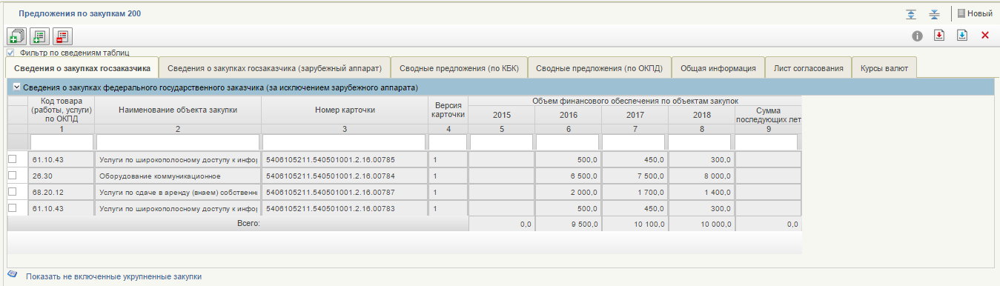 Предложения по закупкам 200
Новый
Фильтр по сведениям таблиц
Сведения о закупках госзаказчика
Сведения о закупках госзаказчика (зарубежный аппарат)
Сводные предложения (по КБК)
Сводные предложения (по ОКПД)
Общая информация
Лист согласования
Курсы валют
Сведения о закупках федерального государственного заказчика (за исключением зарубежного аппарата)
Код товара
(работы, услуги)
по ОКПД
Наименование объекта закупки
Номер карточки
Версия
карточки
Объем финансового обеспечения по объектам закупок
2015 2016 2017 2018
Сумма
последующих лет
1 2 3 4 5 6 7 8 9
61.10.43 Услуги по широкополосному доступу к инфор 5406105211.540501001.2.16.00785 1 500,0 450,0 300,0
26.30 Оборудование коммуникационное 5406105211.540501001.2.16.00784 1 6 500,0 7 500,0 8 000,0
68.20.12 Услуги по сдаче в аренду (внаем) собственн 5406105211.540501001.2.16.00787 1 2 000,0 1 700,0 1 400,0
61.10.43 Услуги по широкополосному доступу к инфор 5406105211.540501001.2.16.00783 1 500,0 450,0 300,0
Всего: 0,0 9 500,0 10 100,0 10 000,0 0,0
Показать не включенные укрупненные закупки